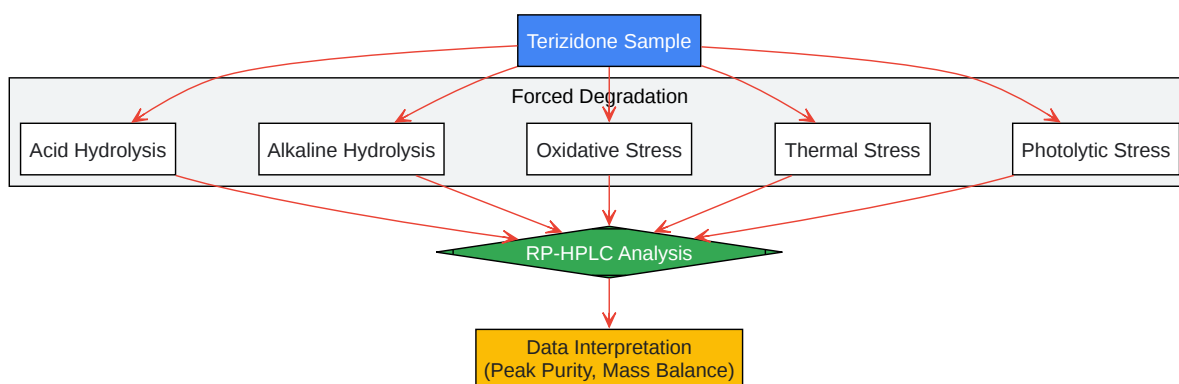 Terizidone Sample
Forced Degradation
Acid Hydrolysis
Alkaline Hydrolysis
Oxidative Stress
Thermal Stress
Photolytic Stress
RP-HPLC Analysis
Data Interpretation
(Peak Purity, Mass Balance)